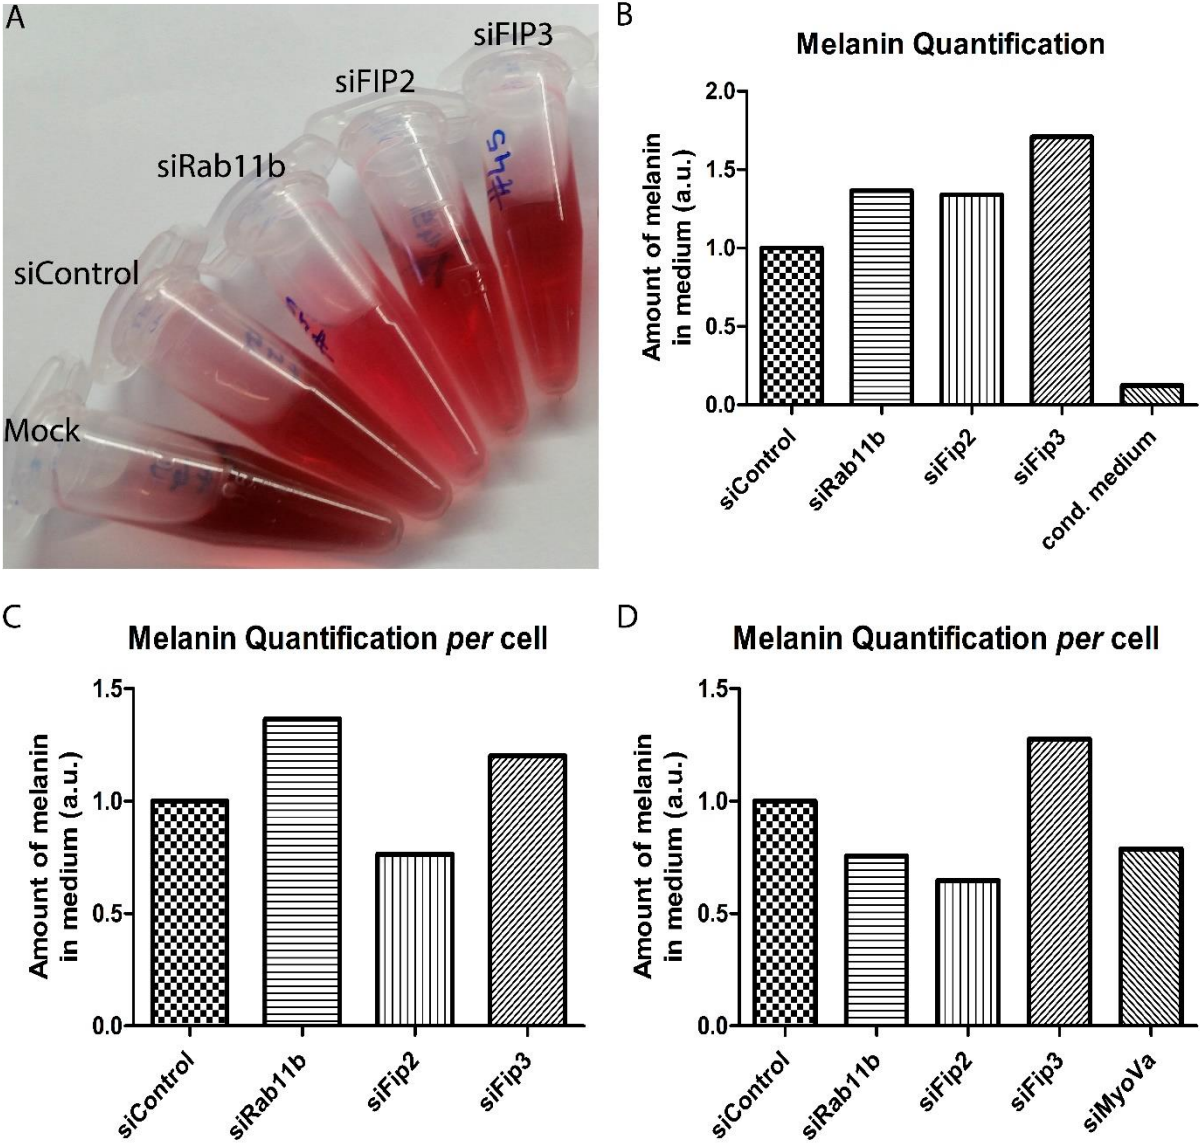 A
siFIP3
siFIP2
siRab11b
siControl
Mock
#45
B
Melanin Quantification
Amount of melanin
in medium (a.u.)
2.0
1.5
1.0
0.5
0.0
siControl
siRab11b
siFip2
siFip3
cond. medium
C
Melanin Quantification per cell
Amount of melanin
in medium (a.u.)
1.5
1.0
0.5
0.0
siControl
siRab11b
siFip2
siFip3
D
Melanin Quantification per cell
Amount of melanin
in medium (a.u.)
1.5
1.0
0.5
0.0
siControl
siRab11b
siFip2
siFip3
siMyoVa